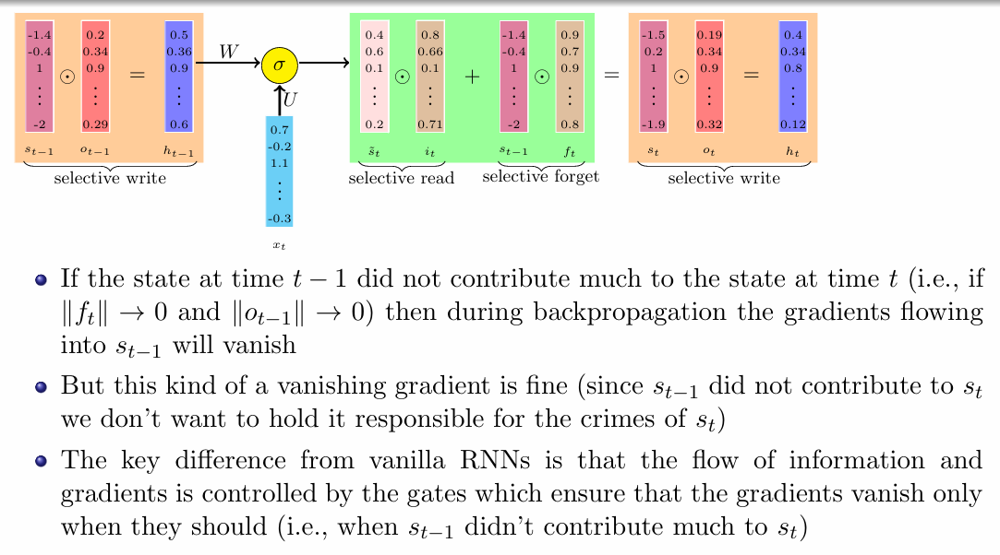 -1.4 0.2 0.5 0.4 0.8 -1.4 0.9 -1.5 0.19 0.4
-0.4 0.34 0.36 W 0.6 0.66 -0.4 0.7 0.2 0.34 0.34
1 ⊙ 0.9 = 0.9 σ 0.1 ⊙ 0.1 + 1 ⊙ 0.9 = 1 ⊙ 0.9 = 0.8
⋮ ⋮ ⋮ U ⋮ ⋮ ⋮ ⋮ ⋮ ⋮ ⋮
-2 0.29 0.6 0.7 0.2 0.71 -2 0.8 -1.9 0.32 0.12
-0.2
s_{t−1} o_{t−1} h_{t−1} s̃_t i_t s_{t−1} f_t s_t o_t h_t
1.1
selective write selective read selective forget selective write
⋮
-0.3
x_t
If the state at time t − 1 did not contribute much to the state at time t (i.e., if
∥f_t∥ → 0 and ∥o_{t−1}∥ → 0) then during backpropagation the gradients flowing
into s_{t−1} will vanish
But this kind of a vanishing gradient is fine (since s_{t−1} did not contribute to s_t
we don't want to hold it responsible for the crimes of s_t)
The key difference from vanilla RNNs is that the flow of information and
gradients is controlled by the gates which ensure that the gradients vanish only
when they should (i.e., when s_{t−1} didn't contribute much to s_t)